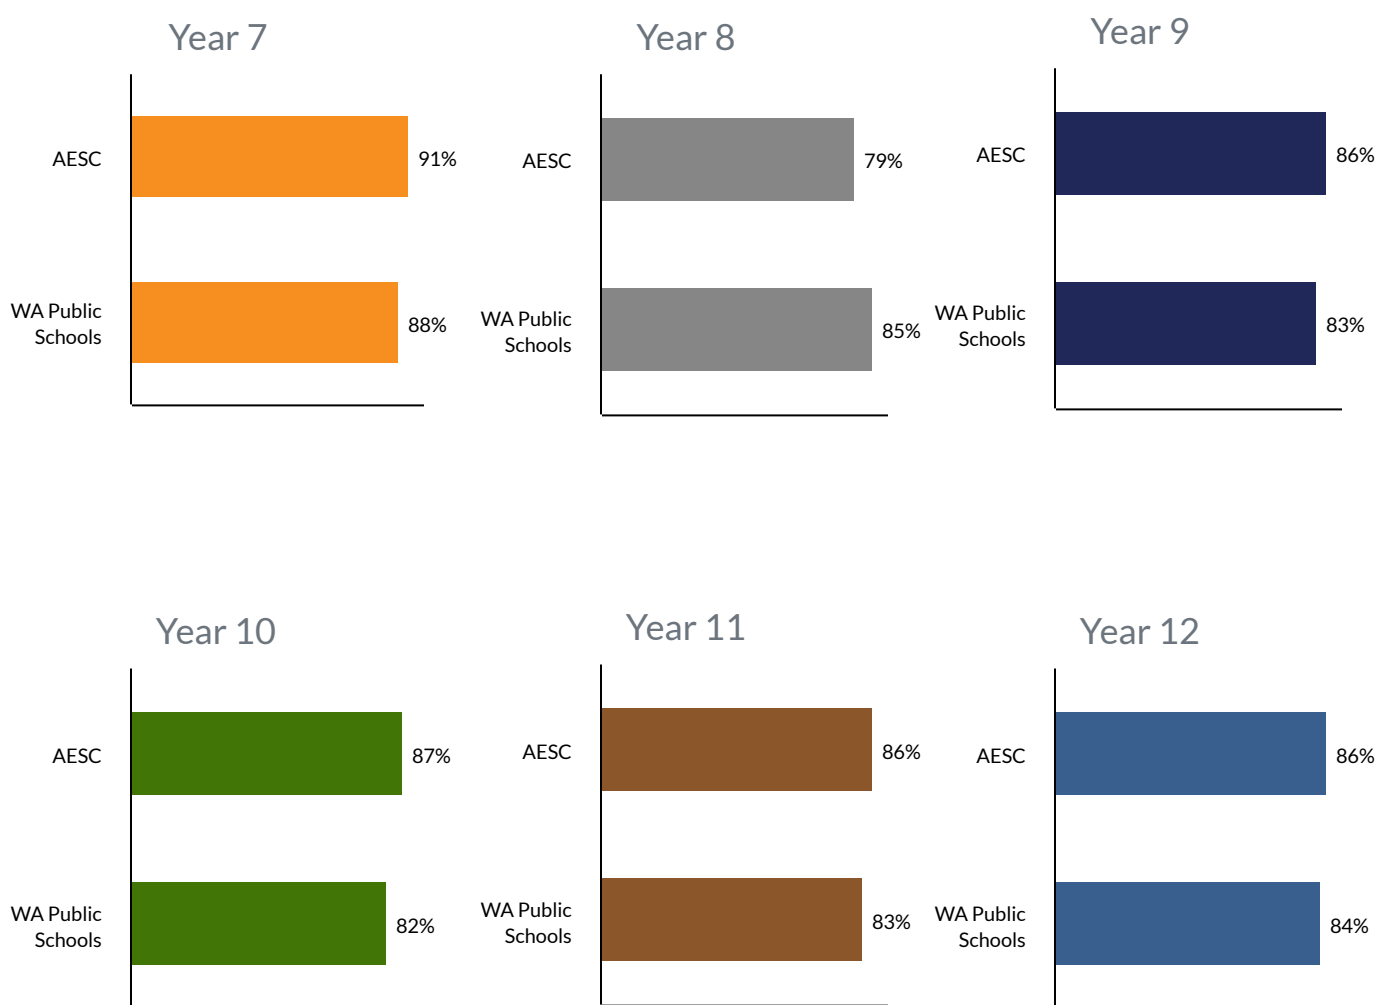 Year 7
AESC
91%
WA Public
Schools
88%
Year 8
AESC
79%
WA Public
Schools
85%
Year 9
AESC
86%
WA Public
Schools
83%
Year 10
AESC
87%
WA Public
Schools
82%
Year 11
AESC
86%
WA Public
Schools
83%
Year 12
AESC
86%
WA Public
Schools
84%